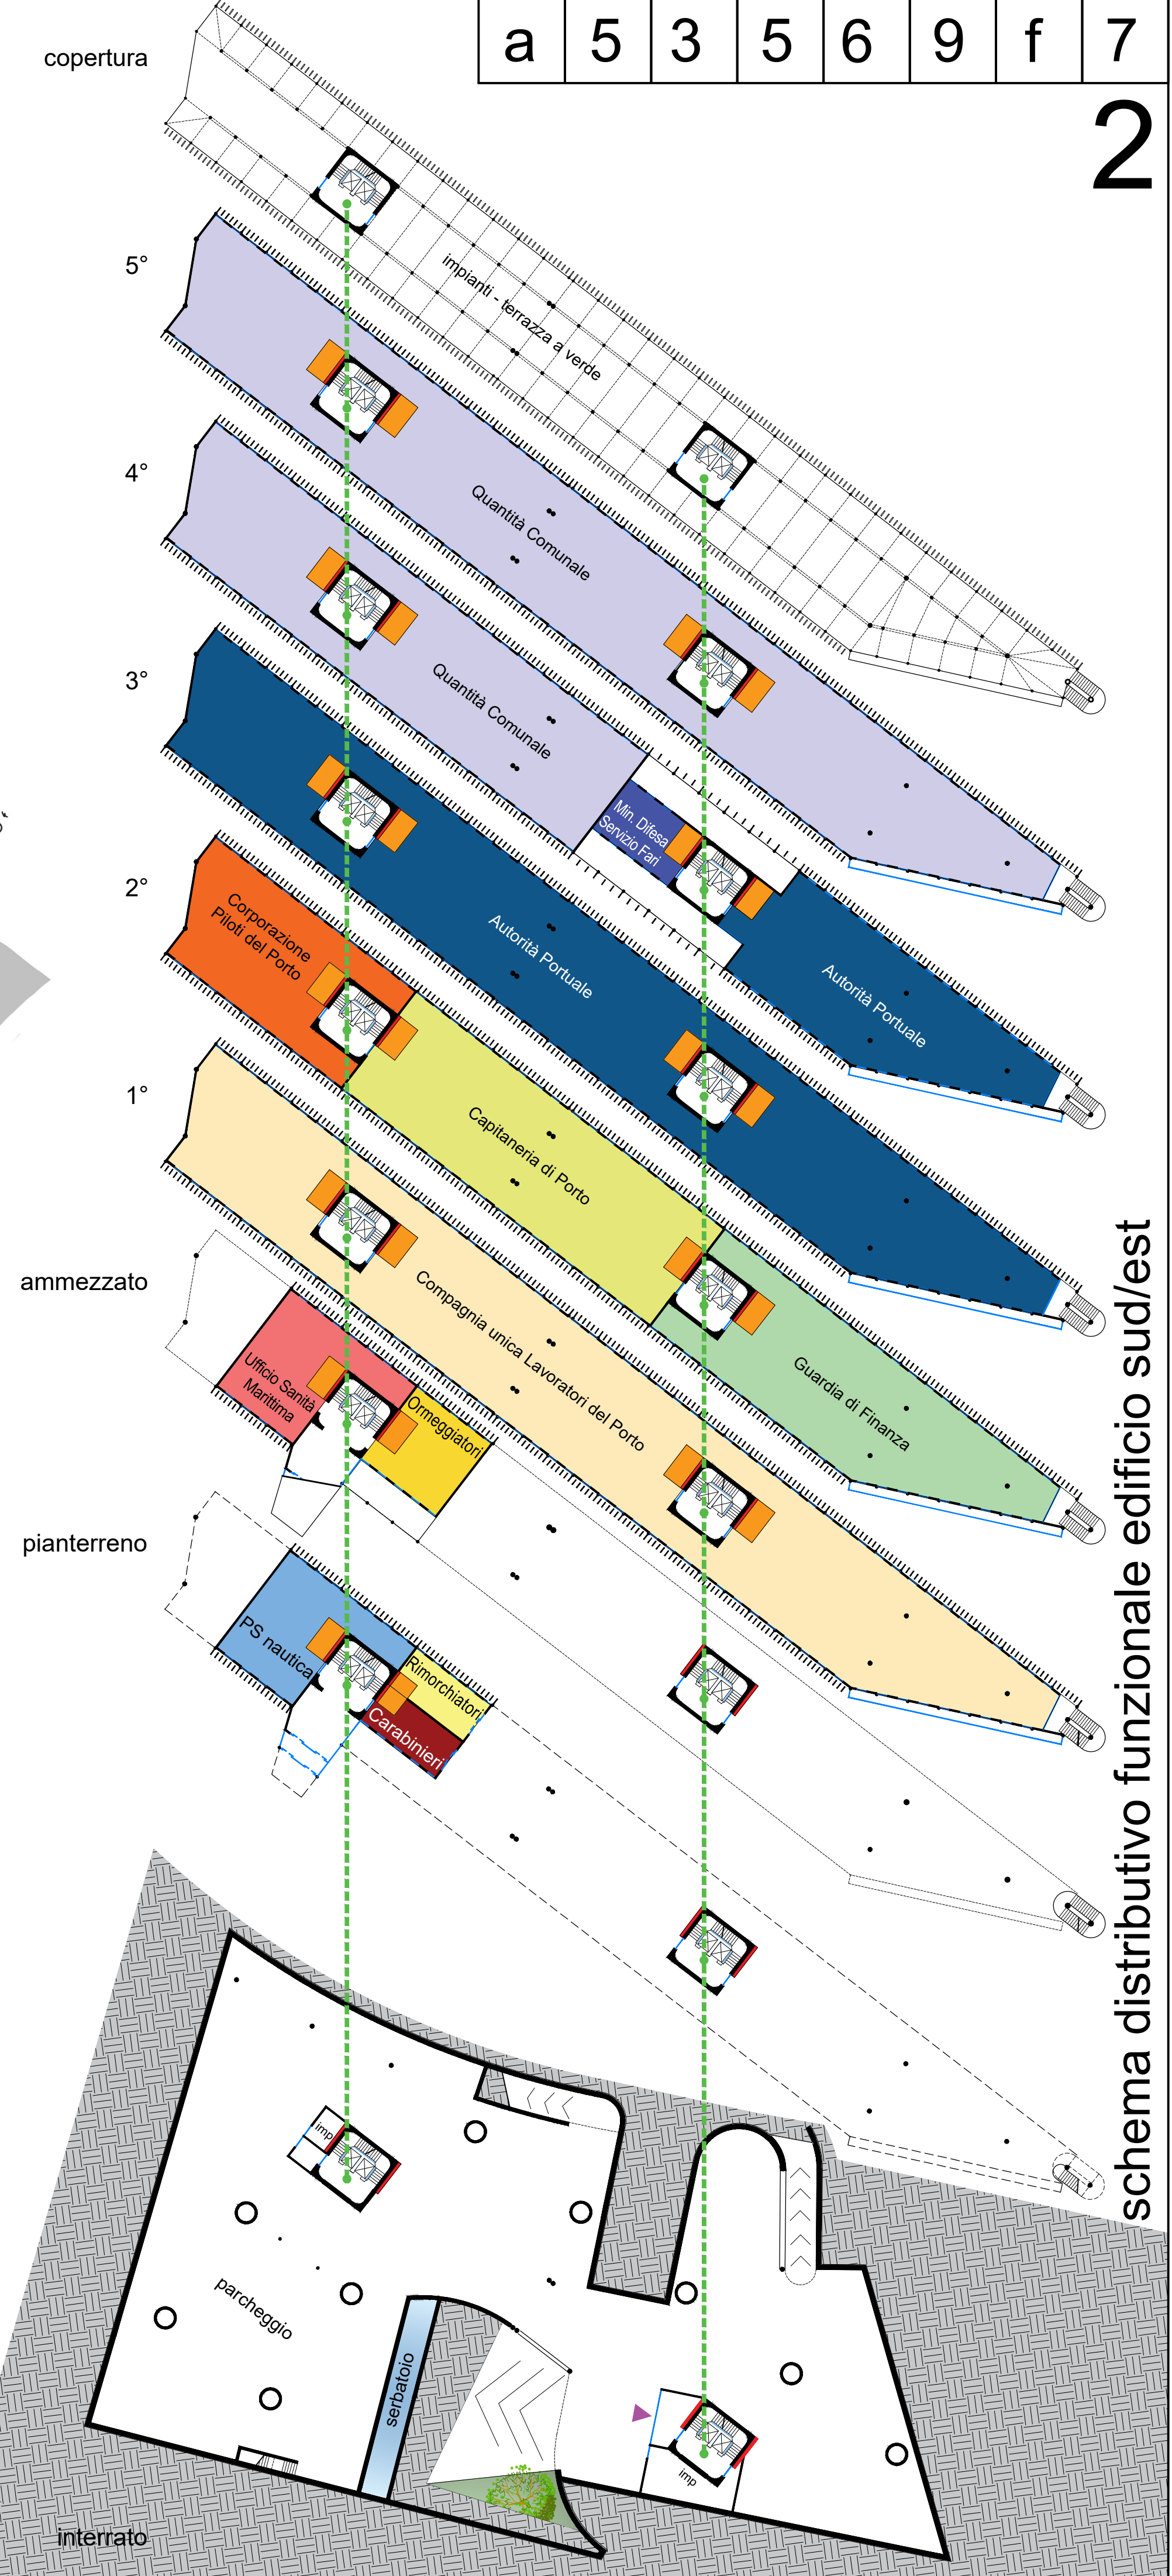 a 5 3 5 6 9 f 7
2
copertura
impianti - terrazza a verde
5°
Quantità Comunale
4°
Quantità Comunale
Min. Difesa
Servizio Fari
Autorità Portuale
3°
Autorità Portuale
2°
Corporazione
Piloti del Porto
Capitaneria di Porto
Guardia di Finanza
1°
Compagnia unica Lavoratori del Porto
ammezzato
Ufficio Sanità
Marittima
Ormeggiatori
pianterreno
PS nautica
Rimorchiatori
Carabinieri
imp
parcheggio
serbatoio
imp
interrato
schema distributivo funzionale edificio sud/est